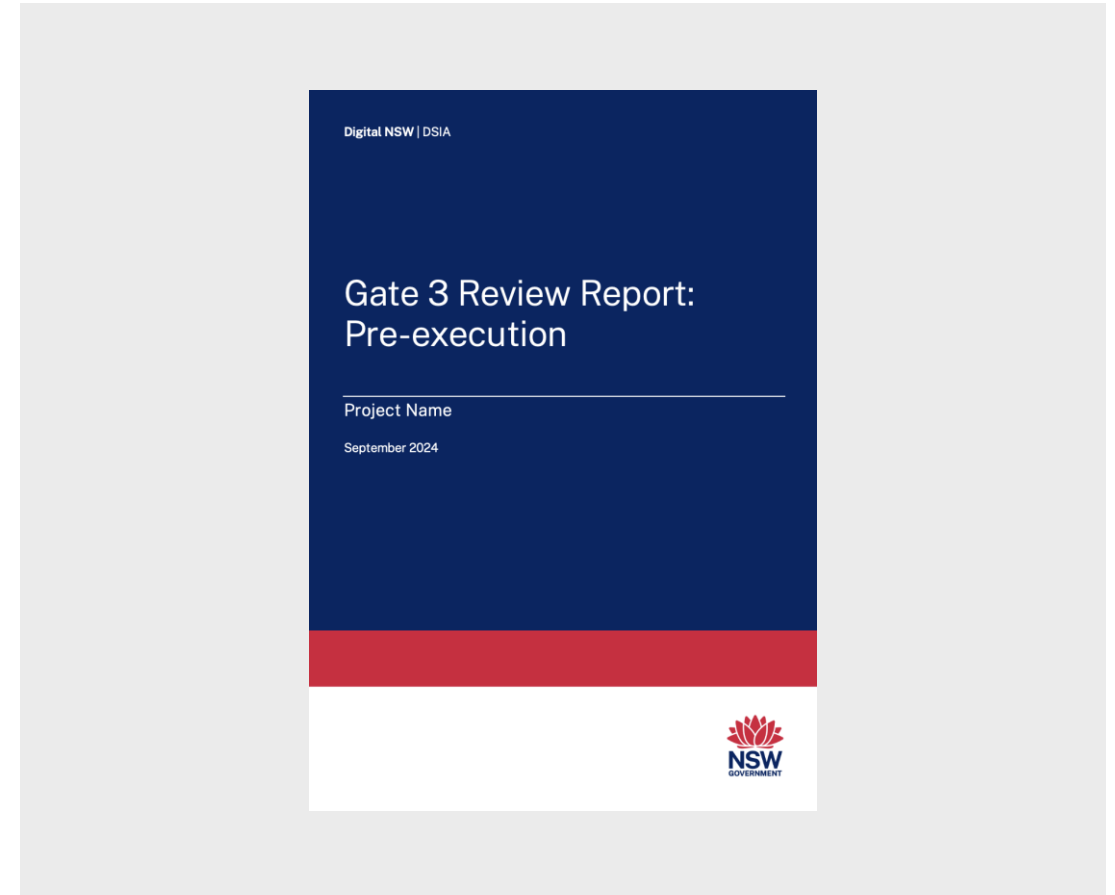 Digital NSW | DSIA
Gate 3 Review Report:
Pre-execution
Project Name
September 2024
NSW
GOVERNMENT